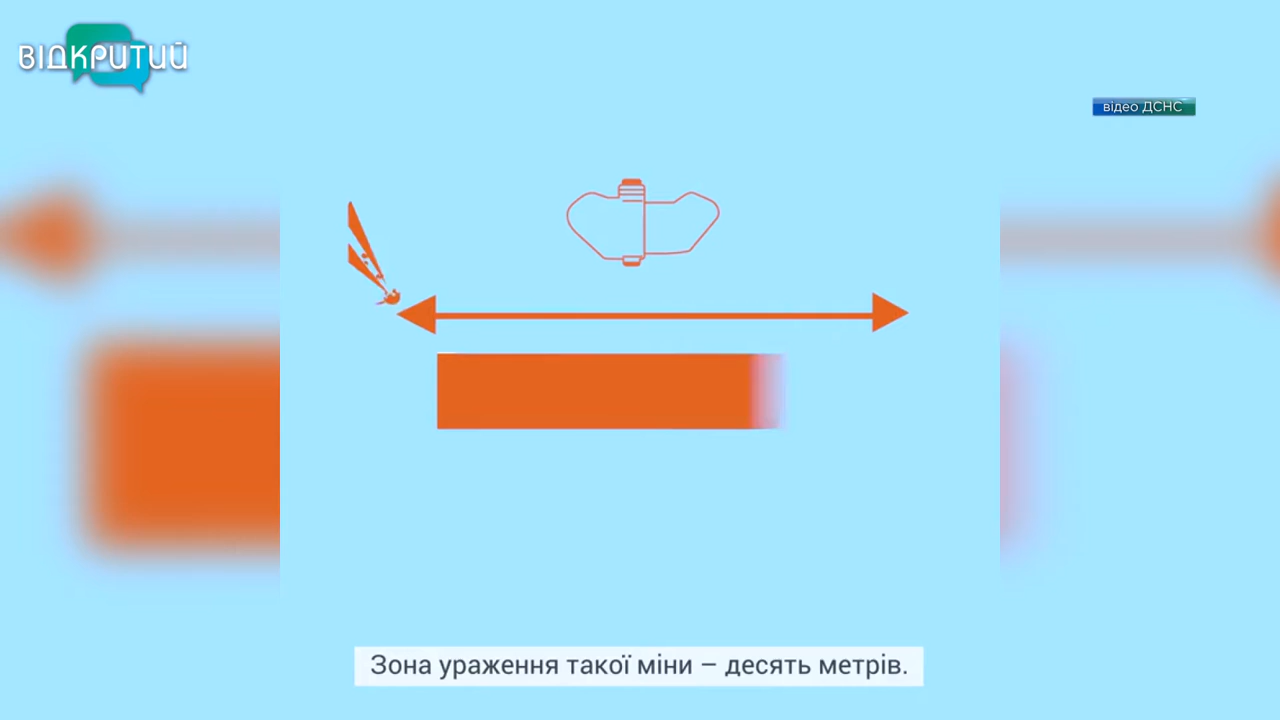 ВІДКРИТИЙ
відео ДСНС
Зона ураження такої міни – десять метрів.